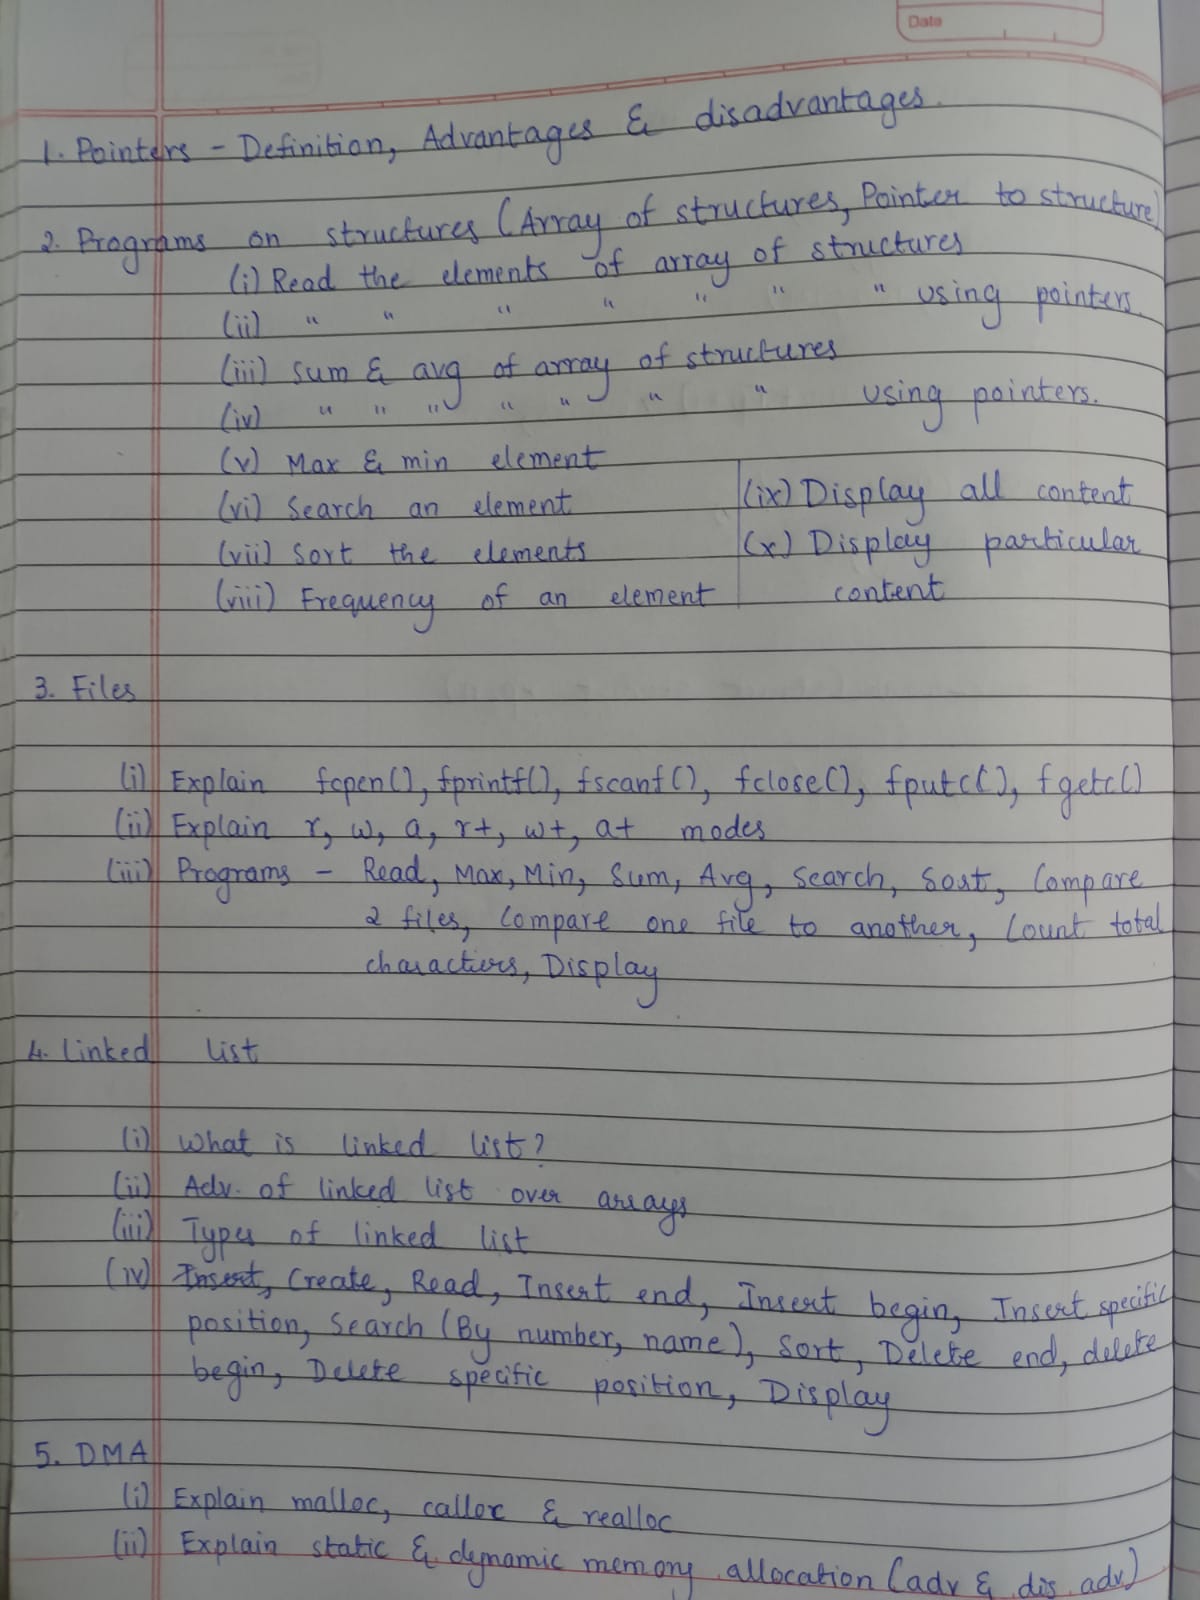 Date
1. Pointers - Definition, Advantages & disadvantages.
2. Programs on structures (Array of structures, Pointer to structure)
(i) Read the elements of array of structures
(ii) " " " " " " " using pointers.
(iii) Sum & avg of array of structures
(iv) " " " " " " " using pointers.
(v) Max & min element
(vi) Search an element
(vii) Sort the elements
(viii) Frequency of an element
(ix) Display all content
(x) Display particular
content
3. Files
(i) Explain fopen(), fprintf(), fscanf(), fclose(), fputc(), fgetc()
(ii) Explain r, w, a, r+, w+, a+ modes
(iii) Programs - Read, Max, Min, Sum, Avg, Search, Sort, Compare
2 files, Compare one file to another, Count total
characters, Display
4. Linked list
(i) What is linked list?
(ii) Adv. of linked list over arrays
(iii) Types of linked list
(iv) Insert, Create, Read, Insert end, Insert begin, Insert specific
position, Search (By number, name), Sort, Delete end, delete
begin, Delete specific position, Display
5. DMA
(i) Explain malloc, calloc & realloc
(ii) Explain static & dynamic memory allocation (adv & dis adv)